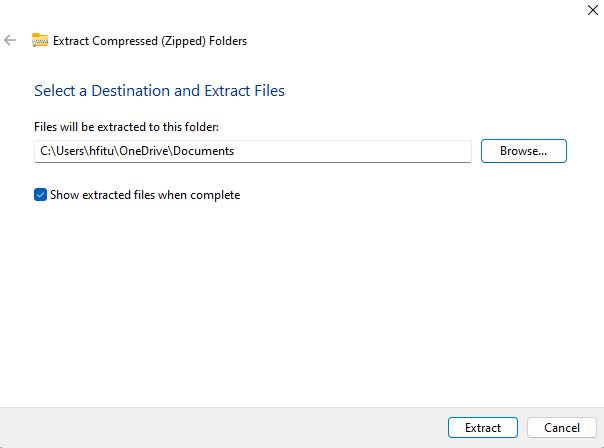 Extract Compressed (Zipped) Folders
Select a Destination and Extract Files
Files will be extracted to this folder:
C:\Users\hfitu\OneDrive\Documents
Browse...
Show extracted files when complete
Extract
Cancel